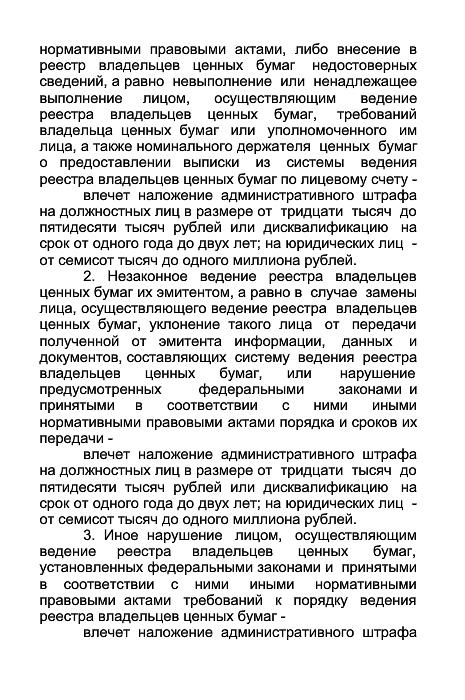 нормативными правовыми актами, либо внесение в
реестр владельцев ценных бумаг недостоверных
сведений, а равно невыполнение или ненадлежащее
выполнение лицом, осуществляющим ведение
реестра владельцев ценных бумаг, требований
владельца ценных бумаг или уполномоченного им
лица, а также номинального держателя ценных бумаг
о предоставлении выписки из системы ведения
реестра владельцев ценных бумаг по лицевому счету -
влечет наложение административного штрафа
на должностных лиц в размере от тридцати тысяч до
пятидесяти тысяч рублей или дисквалификацию на
срок от одного года до двух лет; на юридических лиц -
от семисот тысяч до одного миллиона рублей.
2. Незаконное ведение реестра владельцев
ценных бумаг их эмитентом, а равно в случае замены
лица, осуществляющего ведение реестра владельцев
ценных бумаг, уклонение такого лица от передачи
полученной от эмитента информации, данных и
документов, составляющих систему ведения реестра
владельцев ценных бумаг, или нарушение
предусмотренных федеральными законами и
принятыми в соответствии с ними иными
нормативными правовыми актами порядка и сроков их
передачи -
влечет наложение административного штрафа
на должностных лиц в размере от тридцати тысяч до
пятидесяти тысяч рублей или дисквалификацию на
срок от одного года до двух лет; на юридических лиц -
от семисот тысяч до одного миллиона рублей.
3. Иное нарушение лицом, осуществляющим
ведение реестра владельцев ценных бумаг,
установленных федеральными законами и принятыми
в соответствии с ними иными нормативными
правовыми актами требований к порядку ведения
реестра владельцев ценных бумаг -
влечет наложение административного штрафа